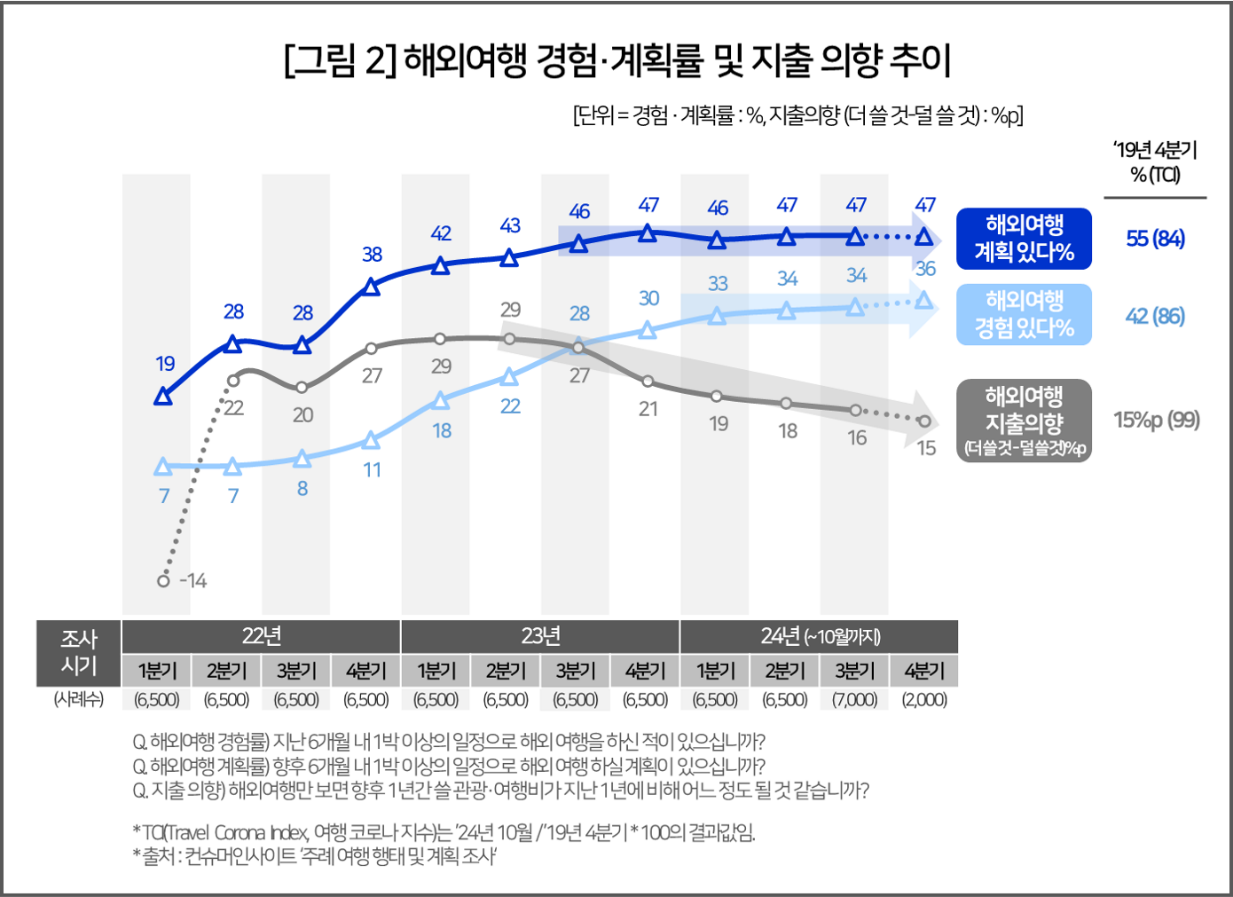 [그림 2] 해외여행 경험·계획률 및 지출 의향 추이
[단위 = 경험 · 계획률 : %, 지출의향 (더 쓸 것-덜 쓸 것) : %p]
‘19년 4분기
% (TCI)
47 46 47 47 47
46
43
42
38
28 28
19
해외여행
계획 있다%
55 (84)
36
34
34
33
30
28
22
18
11
8
7 7
해외여행
경험 있다%
42 (86)
29
29
27
27
22
20
21
19
18
16
15
-14
해외여행
지출의향
(더쓸것-덜쓸것)%p
15%p (99)
조사
시기
22년 23년 24년 (~10월까지)
1분기 2분기 3분기 4분기 1분기 2분기 3분기 4분기 1분기 2분기 3분기 4분기
(사례수) (6,500) (6,500) (6,500) (6,500) (6,500) (6,500) (6,500) (6,500) (6,500) (6,500) (7,000) (2,000)
Q. 해외여행 경험률) 지난 6개월 내 1박 이상의 일정으로 해외 여행을 하신 적이 있으십니까?
Q. 해외여행 계획률) 향후 6개월 내 1박 이상의 일정으로 해외 여행 하실 계획이 있으십니까?
Q. 지출 의향) 해외여행만 보면 향후 1년간 쓸 관광·여행비가 지난 1년에 비해 어느 정도 될 것 같습니까?
* TCI(Travel Corona Index, 여행 코로나 지수)는 ’24년 10월 /’19년 4분기 * 100의 결과값임.
* 출처 : 컨슈머인사이트 ‘주례 여행 행태 및 계획 조사‘